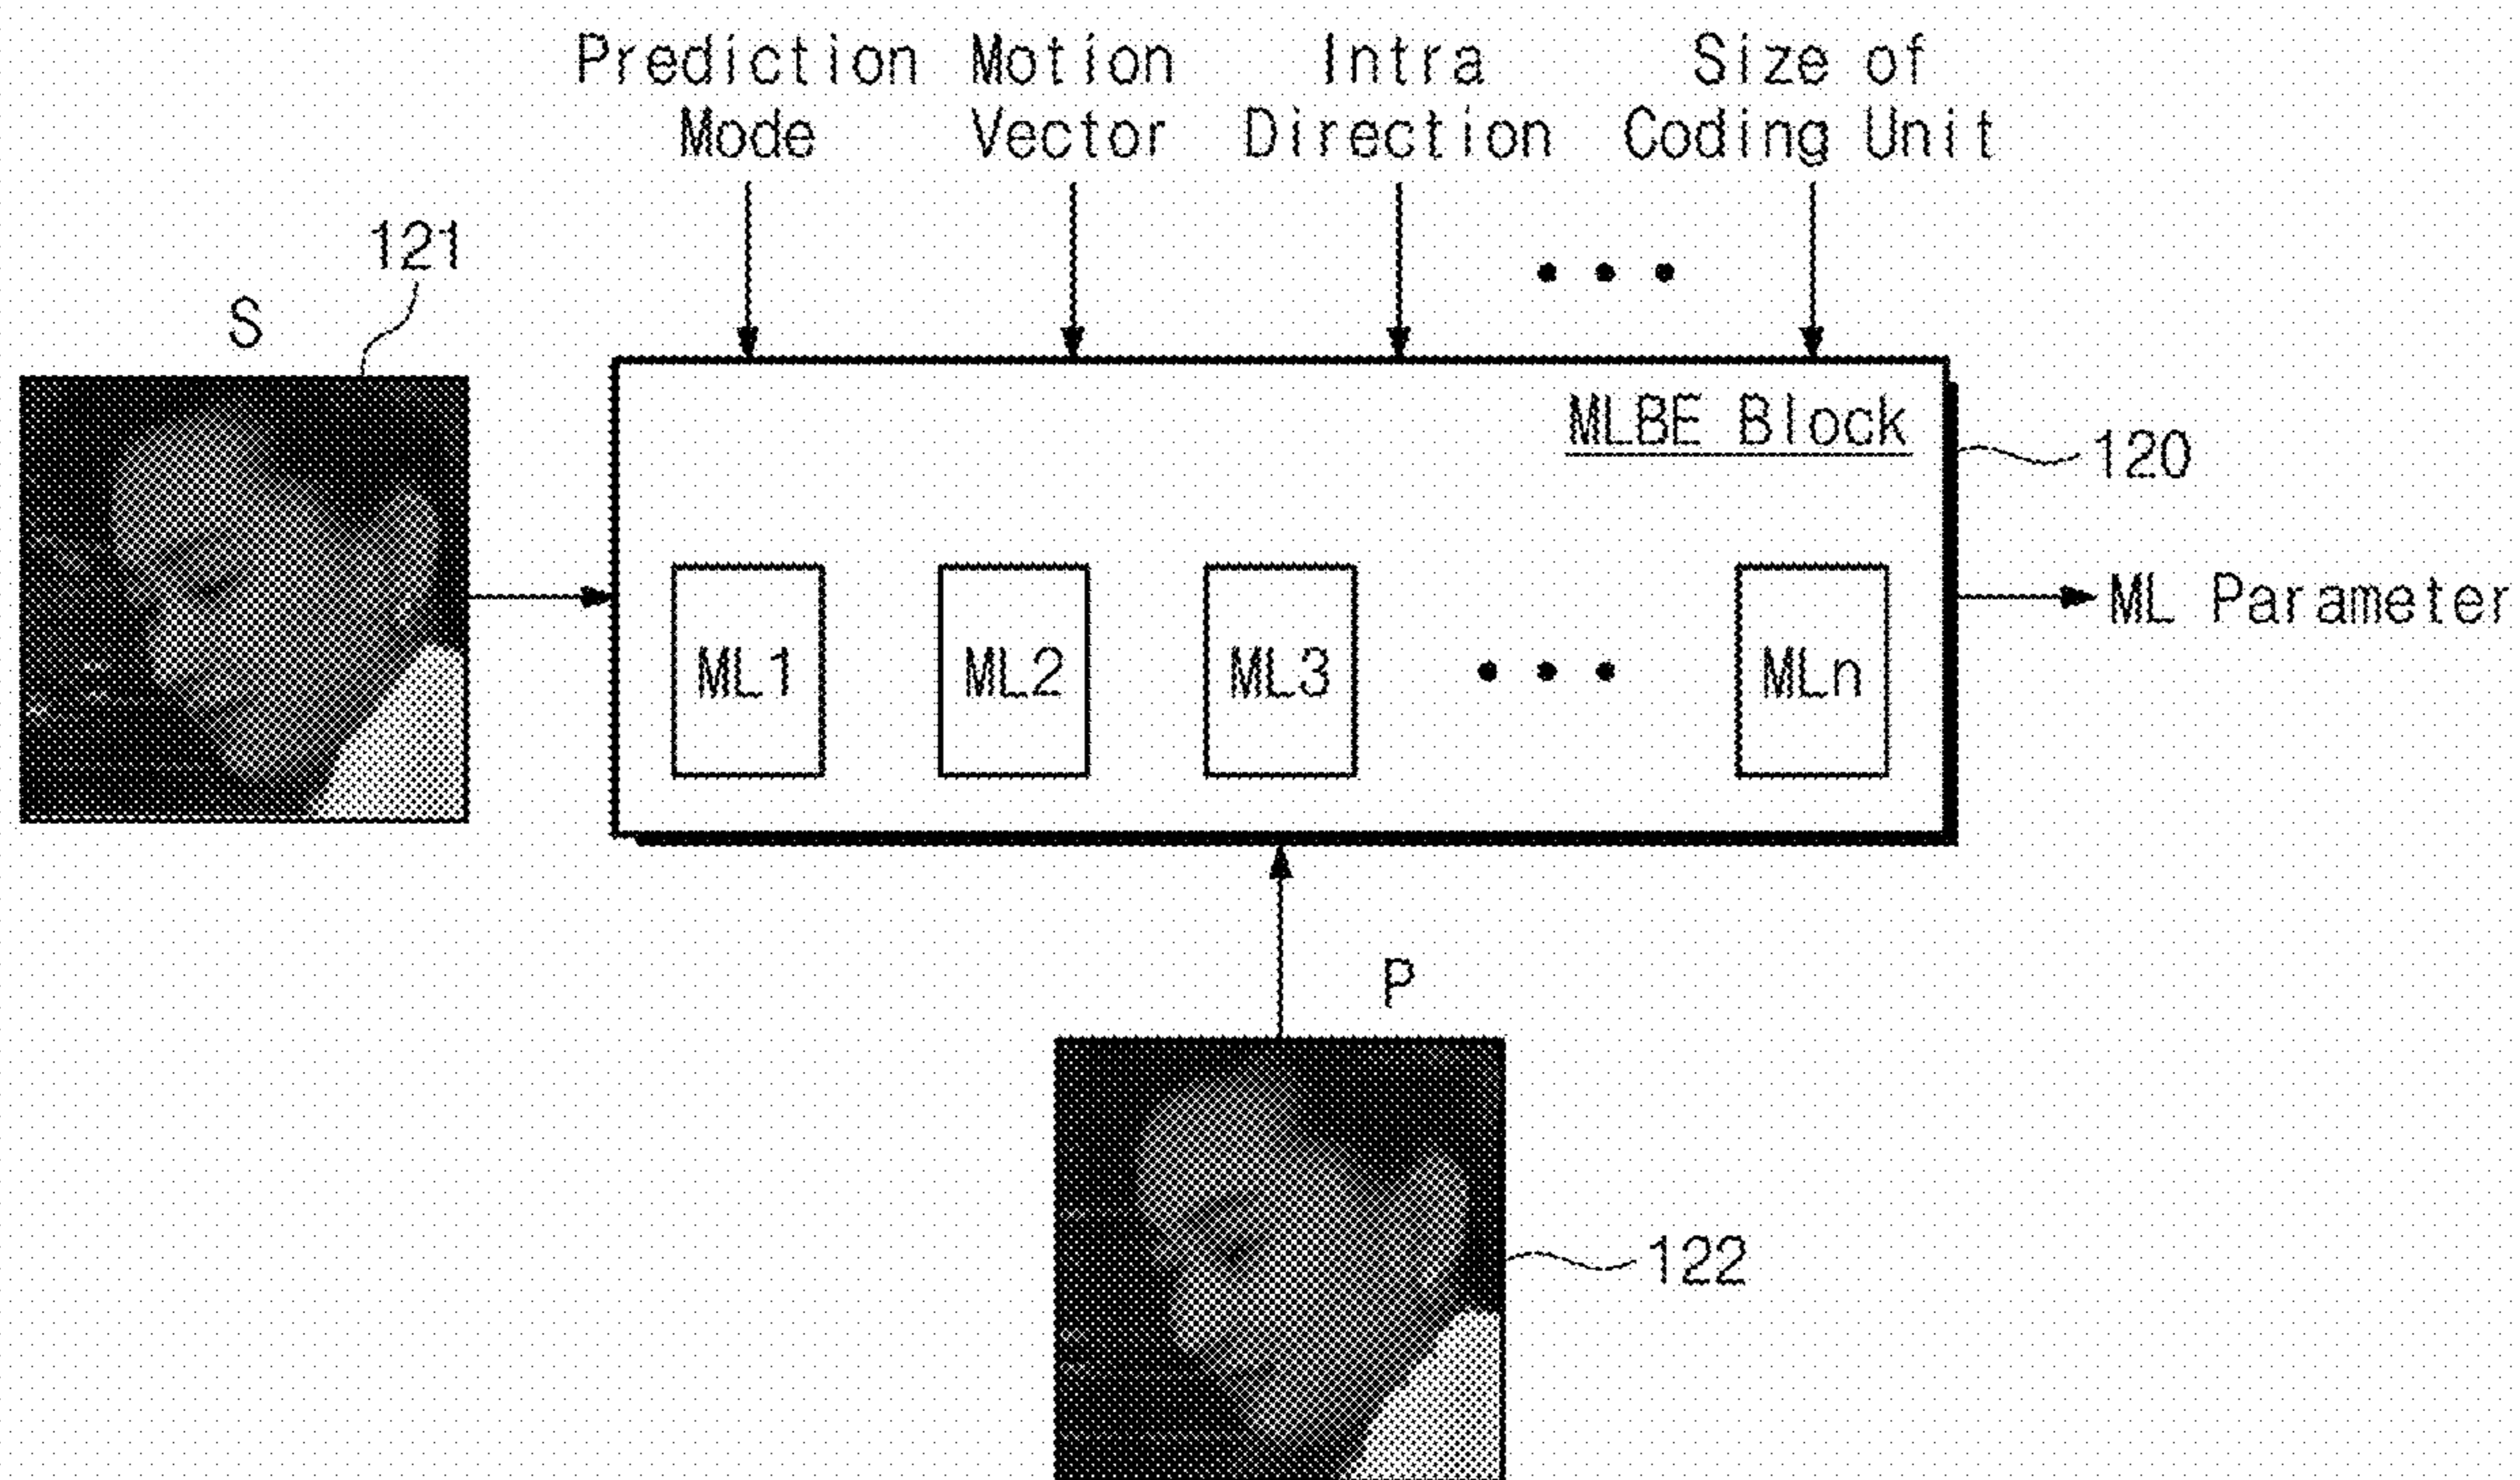 Prediction Mode
Motion Vector
Intra Direction
Size of Coding Unit
121
S
MLBE Block
120
ML1
ML2
ML3
MLn
ML Parameter
P
122